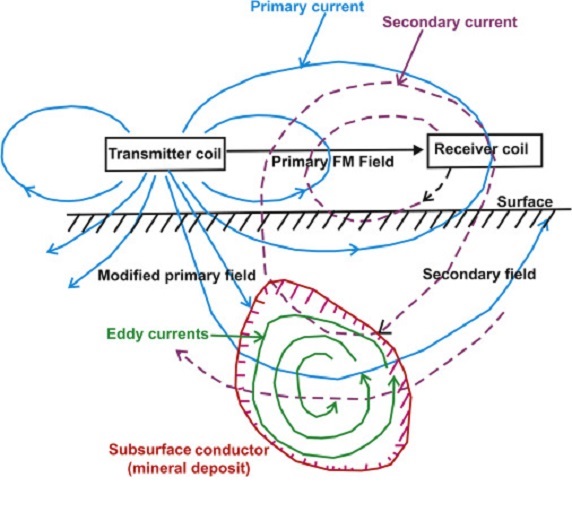 Primary current
Secondary current
Transmitter coil
Primary FM Field
Receiver coil
Surface
Modified primary field
Secondary field
Eddy currents
Subsurface conductor
(mineral deposit)